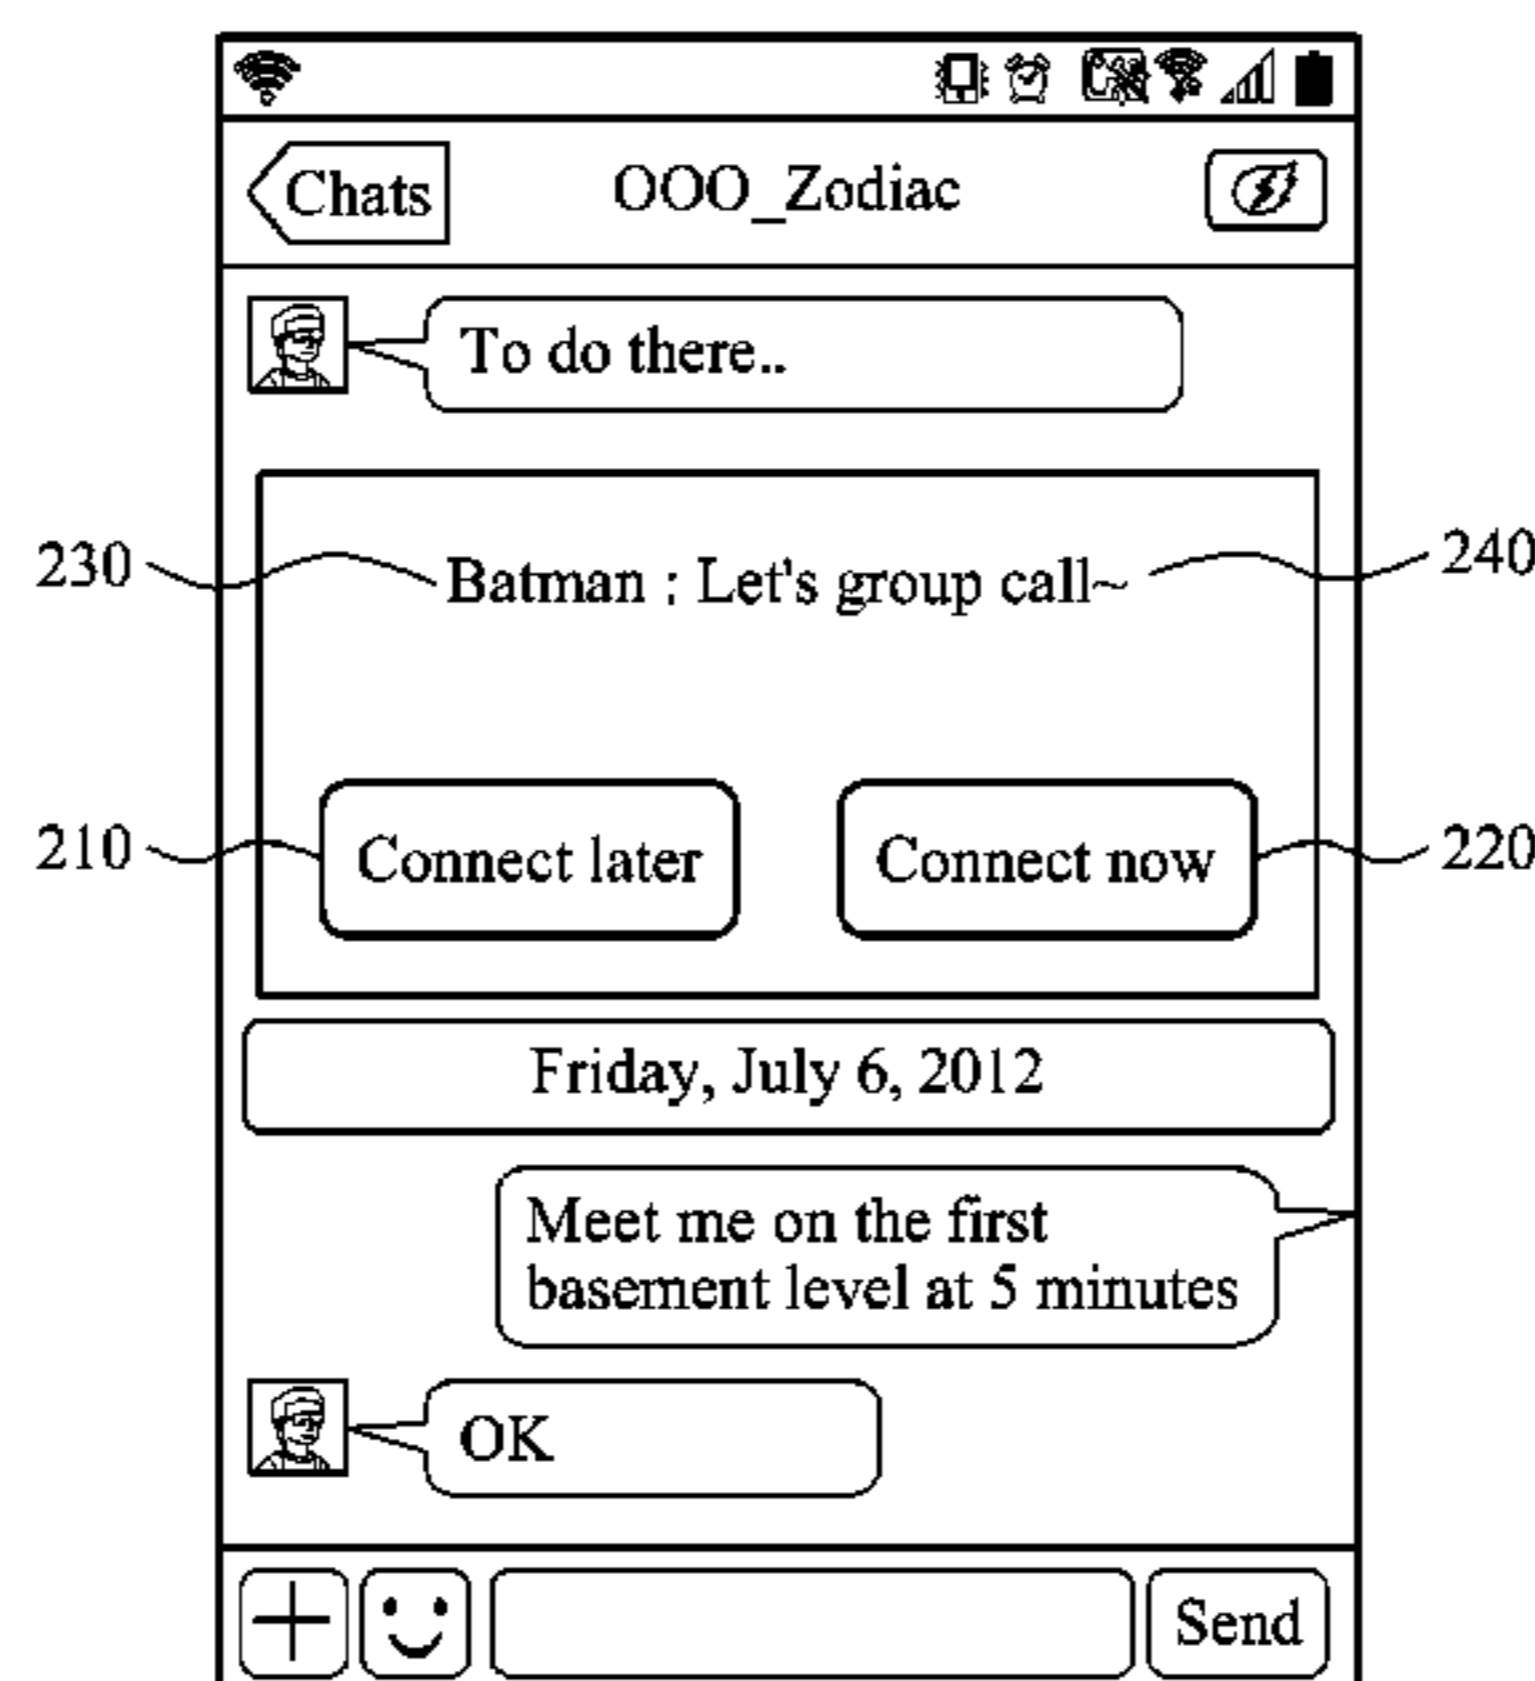 Chats
OOO_Zodiac
To do there..
230
Batman : Let's group call~
240
210
Connect later
Connect now
220
Friday, July 6, 2012
Meet me on the first
basement level at 5 minutes
OK
Send